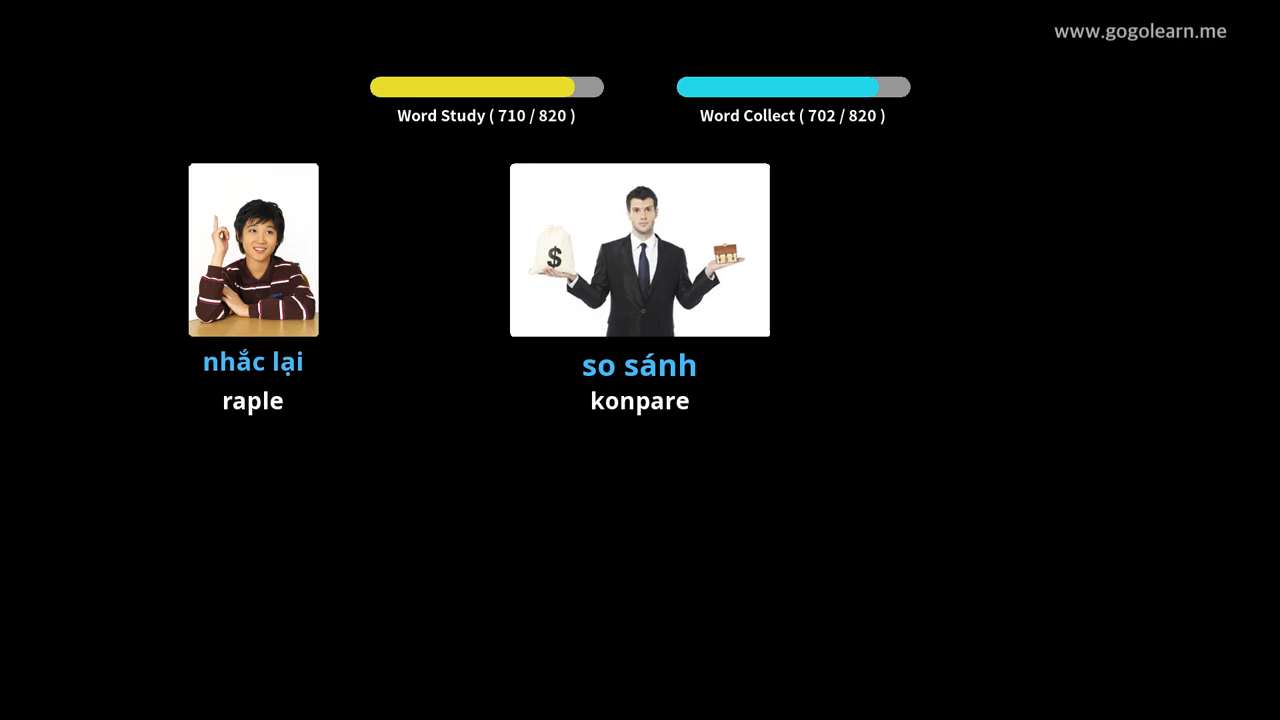 www.gogolearn.me
Word Study ( 710 / 820 )
Word Collect ( 702 / 820 )
$
nhắc lại
raple
so sánh
konpare